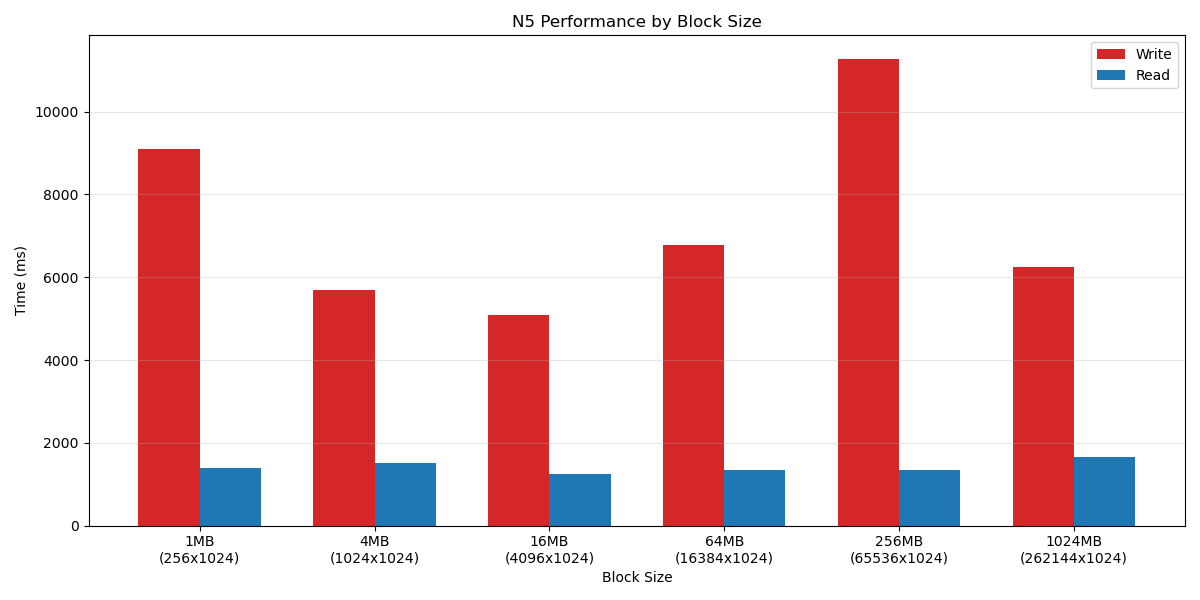 N5 Performance by Block Size
Write
Read
Time (ms)
10000
8000
6000
4000
2000
0
1MB 4MB 16MB 64MB 256MB 1024MB
(256x1024) (1024x1024) (4096x1024) (16384x1024) (65536x1024) (262144x1024)
Block Size